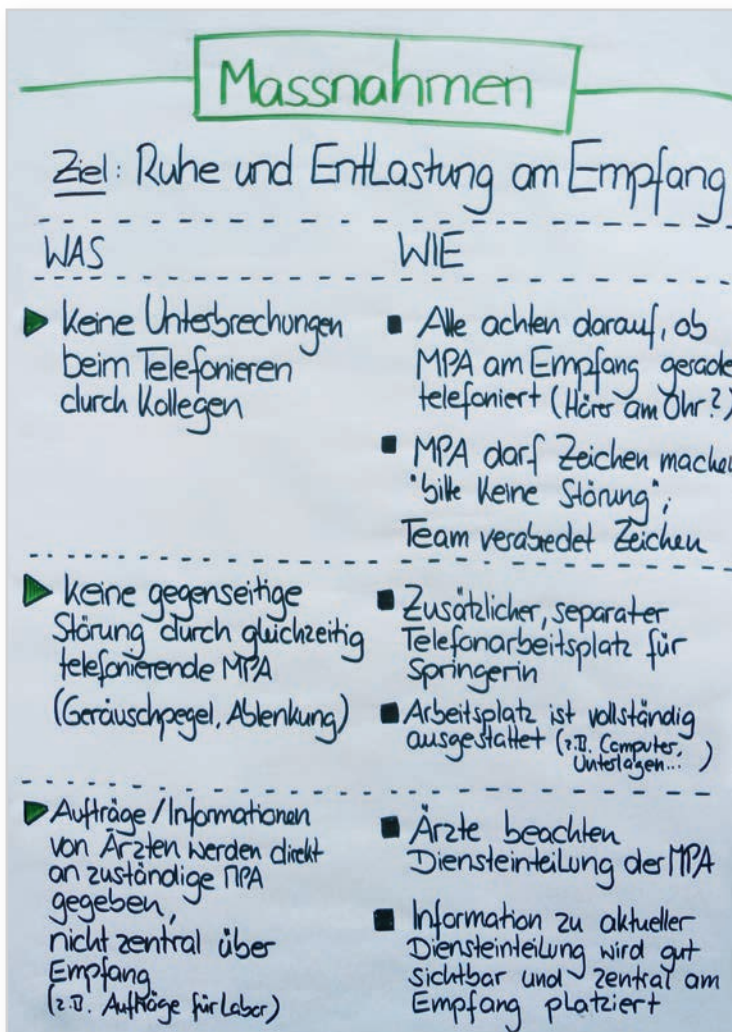 Massnahmen
Ziel: Ruhe und Entlastung am Empfang
WAS
WIE
Keine Unterbrechungen
beim Telefonieren
durch Kollegen
Alle achten darauf, ob
MPA am Empfang gerade
telefoniert (Hörer am Ohr?)
MPA darf Zeichen machen
"bitte keine Störung";
Team verabredet Zeichen
Keine gegenseitige
Störung durch gleichzeitig
telefonierende MPA
(Geräuschpegel, Ablenkung)
Zusätzlicher, separater
Telefonarbeitsplatz für
Springerin
Arbeitsplatz ist vollständig
ausgestattet (z.B. Computer,
Unterlagen... )
Aufträge/Informationen
von Ärzten werden direkt
an zuständige MPA
gegeben,
nicht zentral über
Empfang
(z.B. Aufträge für Labor)
Ärzte beachten
Diensteinteilung der MPA
Information zu aktueller
Diensteinteilung wird gut
sichtbar und zentral am
Empfang platziert